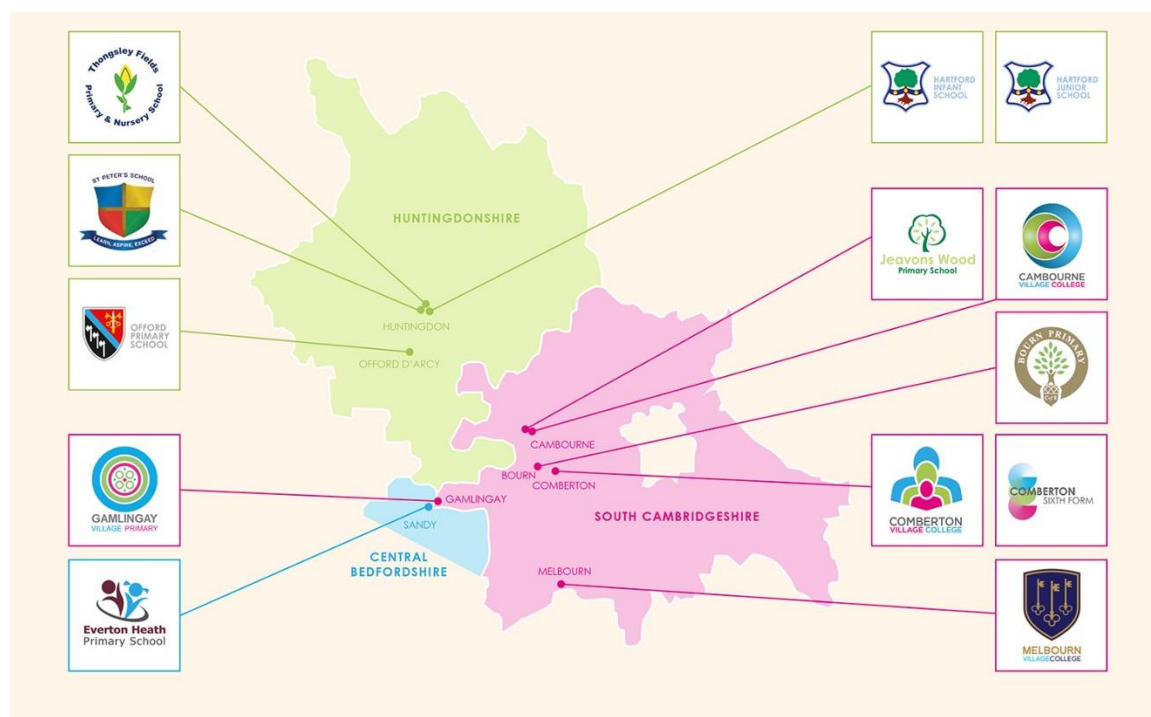 Thongsley Fields
Primary & Nursery School
ST PETER'S SCHOOL
LEARN, ASPIRE, EXCEED
OFFORD
PRIMARY
SCHOOL
GAMLINGAY
VILLAGE PRIMARY
Everton Heath
Primary School
HUNTINGDONSHIRE
HUNTINGDON
OFFORD D'ARCY
CAMBOURNE
BOURN
COMBERTON
GAMLINGAY
SANDY
SOUTH CAMBRIDGESHIRE
CENTRAL
BEDFORDSHIRE
MELBOURN
HARTFORD
INFANT
SCHOOL
HARTFORD
JUNIOR
SCHOOL
Jeavons Wood
Primary School
CAMBOURNE
VILLAGE COLLEGE
BOURN PRIMARY
CofE
COMBERTON
VILLAGE COLLEGE
COMBERTON
SIXTH FORM
MELBOURN
VILLAGECOLLEGE